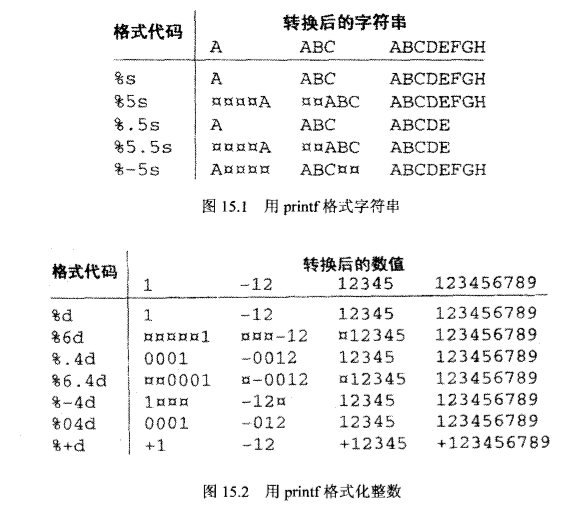 格式代码 转换后的字符串
A ABC ABCDEFGH
%s A ABC ABCDEFGH
%5s ¤¤¤¤A ¤¤ABC ABCDEFGH
%.5s A ABC ABCDE
%5.5s ¤¤¤¤A ¤¤ABC ABCDE
%-5s A¤¤¤¤ ABC¤¤ ABCDEFGH
图 15.1 用 printf 格式字符串
格式代码 转换后的数值
1 -12 12345 123456789
%d 1 -12 12345 123456789
%6d ¤¤¤¤¤1 ¤¤¤-12 ¤12345 123456789
%.4d 0001 -0012 12345 123456789
%6.4d ¤¤0001 ¤-0012 ¤12345 123456789
%-4d 1¤¤¤ -12¤ 12345 123456789
%04d 0001 -012 12345 123456789
%+d +1 -12 +12345 +123456789
图 15.2 用 printf 格式化整数